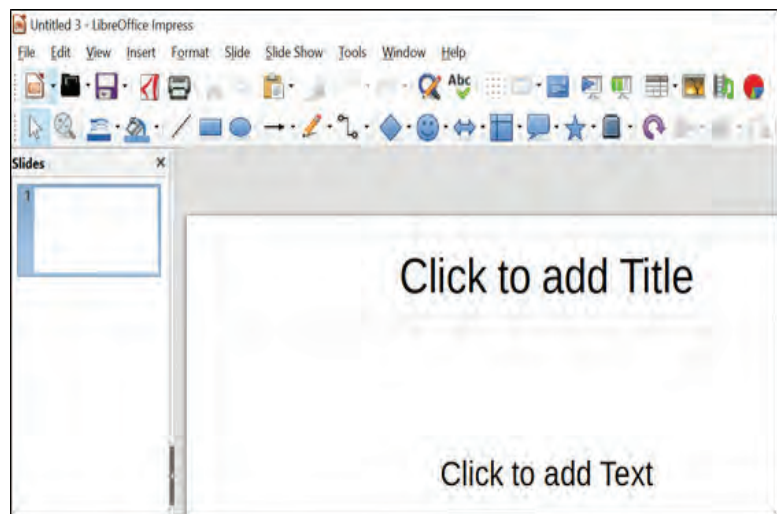 Untitled 3 - LibreOffice Impress
File Edit View Insert Format Slide Slide Show Tools Window Help
Abc
Slides ×
1
Click to add Title
Click to add Text